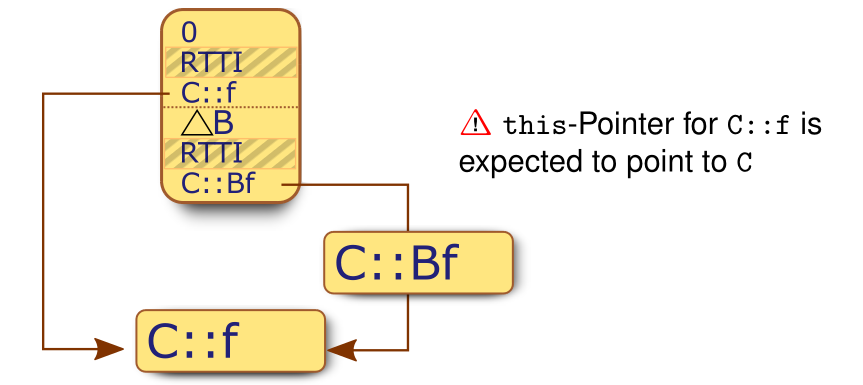 0
RTTI
C::f
△B
RTTI
C::Bf
⚠ this-Pointer for C::f is
expected to point to C
C::Bf
C::f